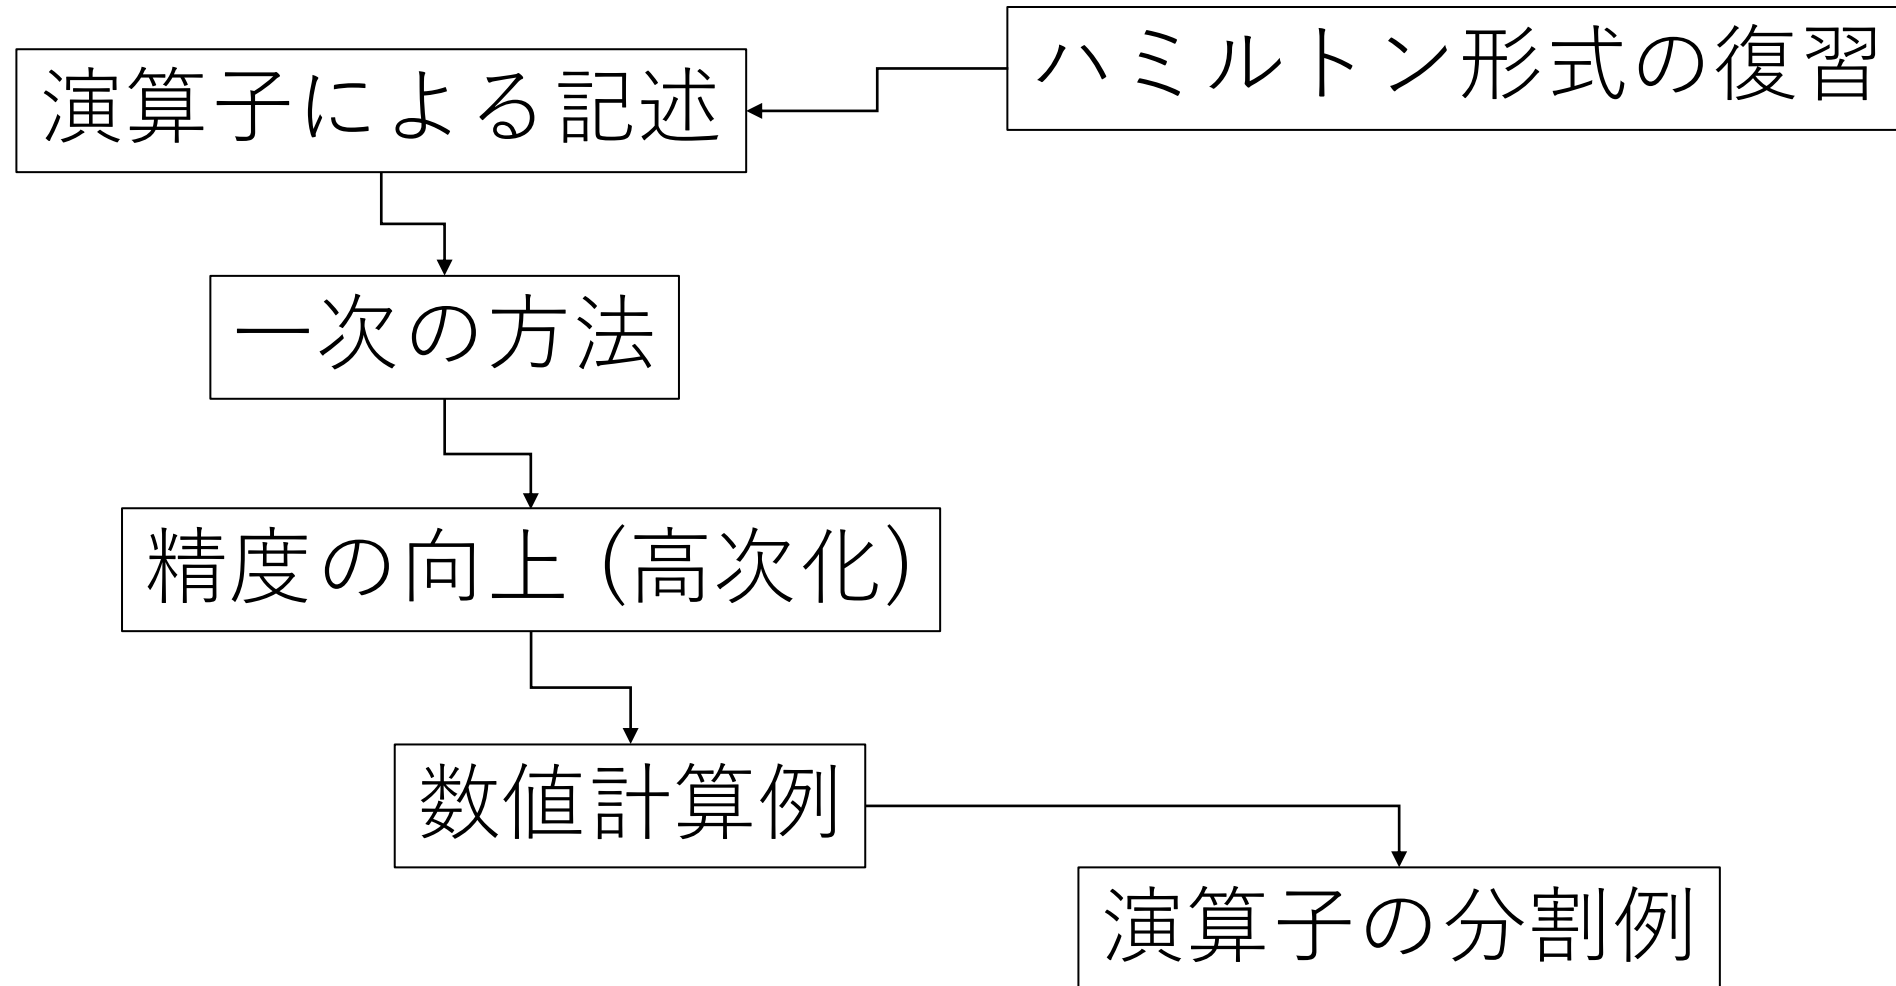 ハミルトン形式の復習
演算子による記述
一次の方法
精度の向上（高次化）
数値計算例
演算子の分割例